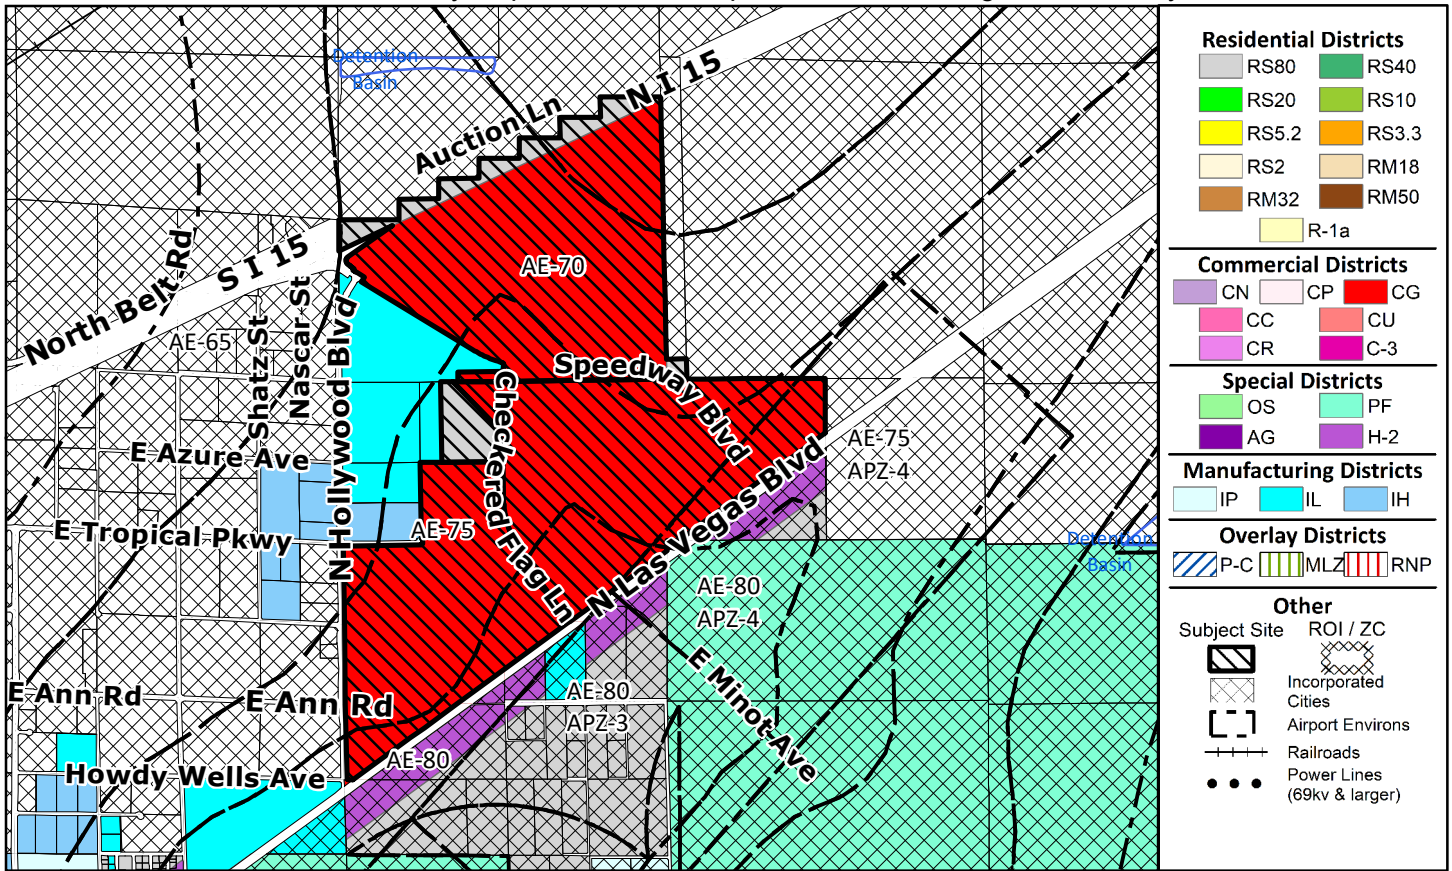 Detention
Basin
N I 15
Auction Ln
North Belt Rd
S I 15
AE-70
AE-65
Shatz St
Nascar St
N Hollywood Blvd
Speedway Blvd
Checkered Flag Ln
E Azure Ave
AE-75
APZ-4
E Tropical Pkwy
AE-75
N Las Vegas Blvd
Detention
Basin
AE-80
APZ-4
E Minot Ave
E Ann Rd
E Ann Rd
AE-80
APZ-3
AE-80
Howdy Wells Ave
Residential Districts
RS80
RS40
RS20
RS10
RS5.2
RS3.3
RS2
RM18
RM32
RM50
R-1a
Commercial Districts
CN
CP
CG
CC
CU
CR
C-3
Special Districts
OS
PF
AG
H-2
Manufacturing Districts
IP
IL
IH
Overlay Districts
P-C
MLZ
RNP
Other
Subject Site
ROI / ZC
Incorporated
Cities
Airport Environs
Railroads
Power Lines
(69kv & larger)